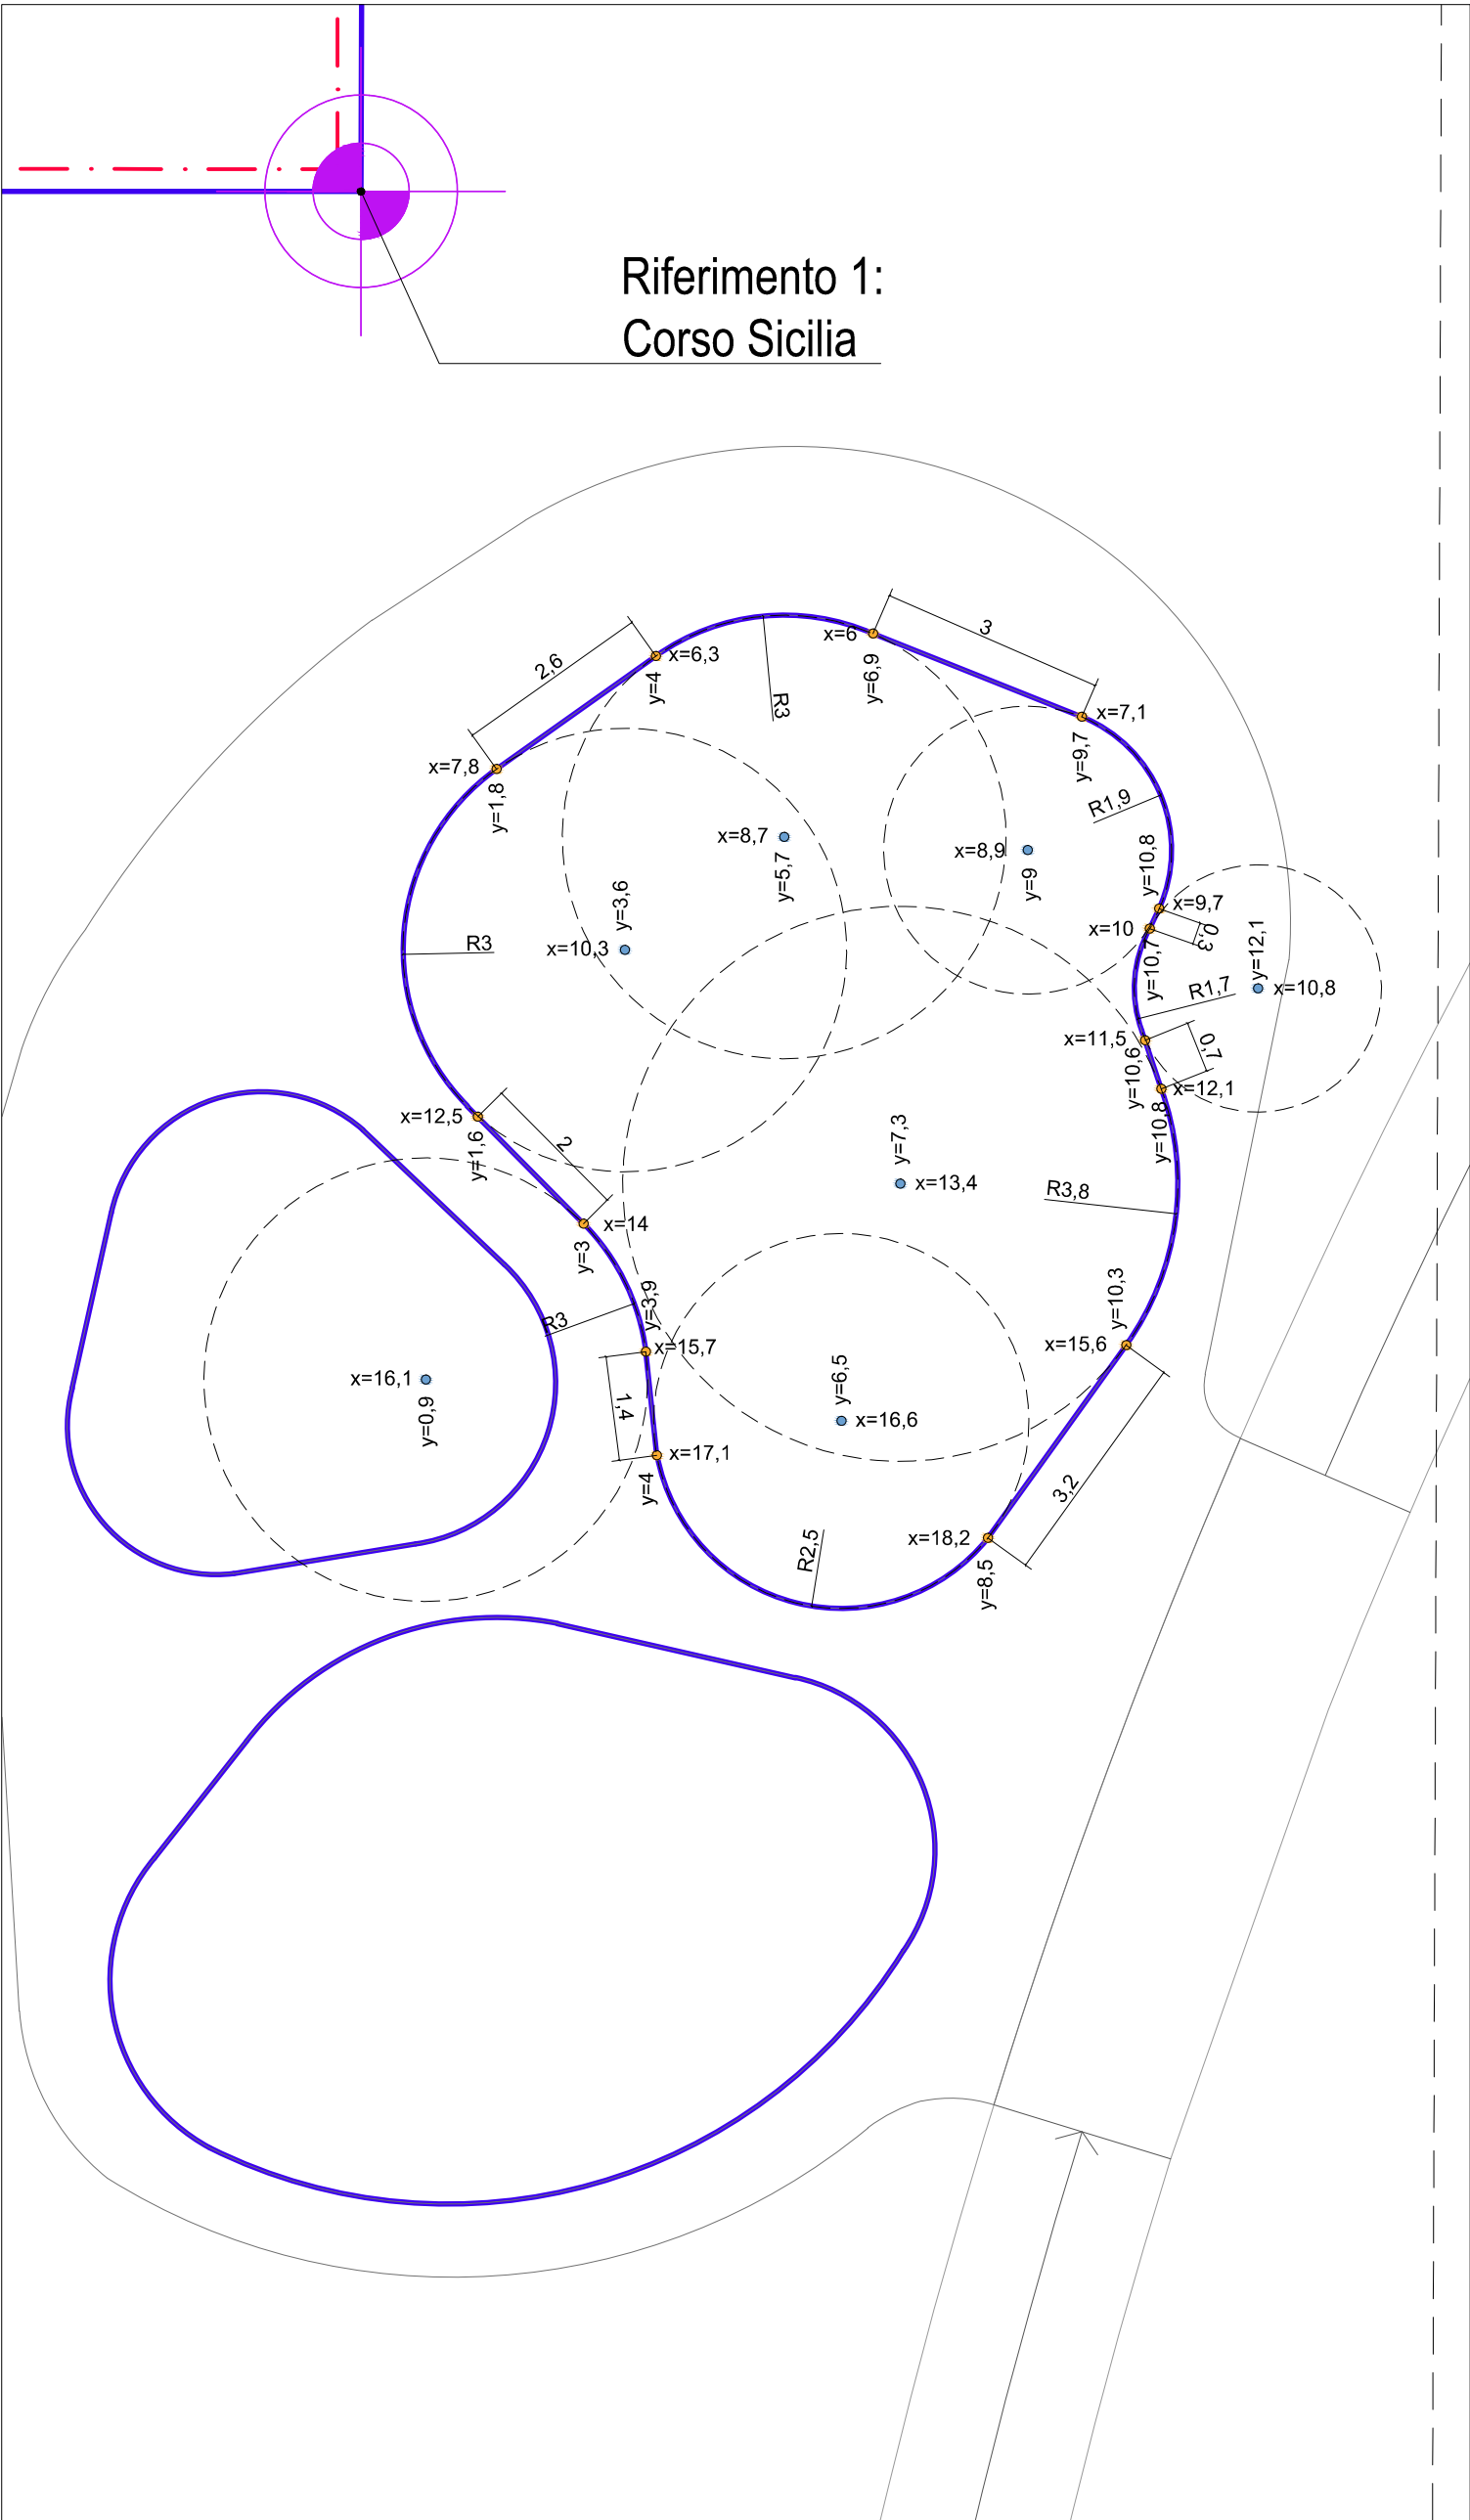 Riferimento 1:
Corso Sicilia
3
x=6
2,6
x=6,3
y=6,9
y=4
R3
x=7,1
y=9,7
x=7,8
y=1,8
R1,9
x=8,7
y=5,7
x=8,9
y=9
y=10,8
x=9,7
0,3
x=10
y=10,7
y=3,6
x=10,3
R3
y=12,1
x=10,8
R1,7
x=11,5
y=10,6
0,7
x=12,1
y=10,8
x=12,5
y=1,6
2
y=7,3
x=13,4
R3,8
x=14
y=3
y=3,9
R3
x=15,7
y=10,3
x=15,6
x=16,1
y=0,9
1,4
y=6,5
x=16,6
x=17,1
y=4
3,2
R2,5
x=18,2
y=8,5